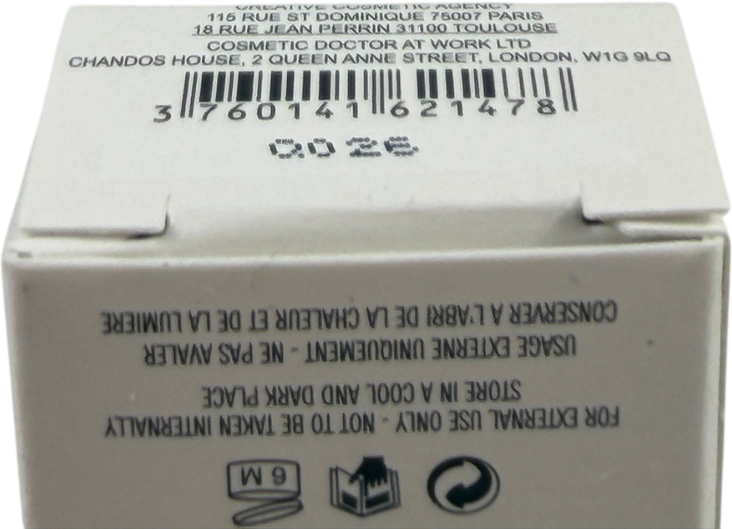 CREATIVE COSMETIC AGENCY
115 RUE ST DOMINIQUE 75007 PARIS
18 RUE JEAN PERRIN 31100 TOULOUSE
COSMETIC DOCTOR AT WORK LTD
CHANDOS HOUSE, 2 QUEEN ANNE STREET, LONDON, W1G 9LQ
3 760141 621478
Q0 26
6 M
FOR EXTERNAL USE ONLY - NOT TO BE TAKEN INTERNALLY
STORE IN A COOL AND DARK PLACE
USAGE EXTERNE UNIQUEMENT - NE PAS AVALER
CONSERVER A L'ABRI DE LA CHALEUR ET DE LA LUMIERE